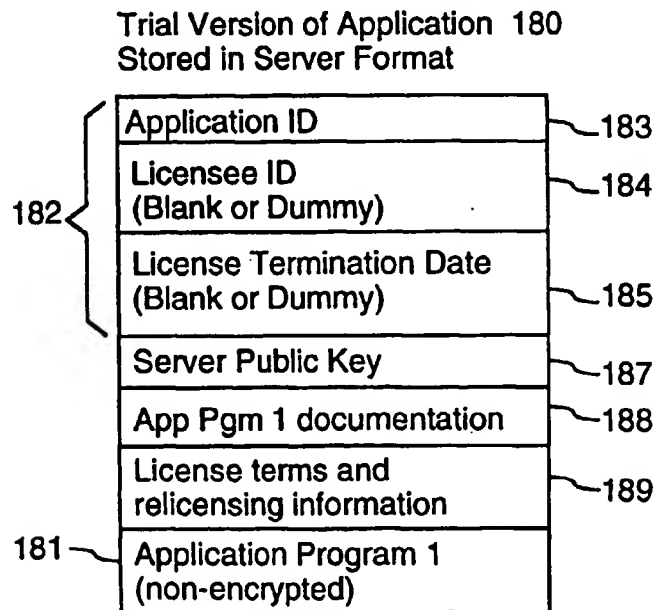 Trial Version of Application 180
Stored in Server Format
Application ID
183
Licensee ID
(Blank or Dummy)
184
182
License Termination Date
(Blank or Dummy)
185
Server Public Key
187
App Pgm 1 documentation
188
License terms and
relicensing information
189
181
Application Program 1
(non-encrypted)